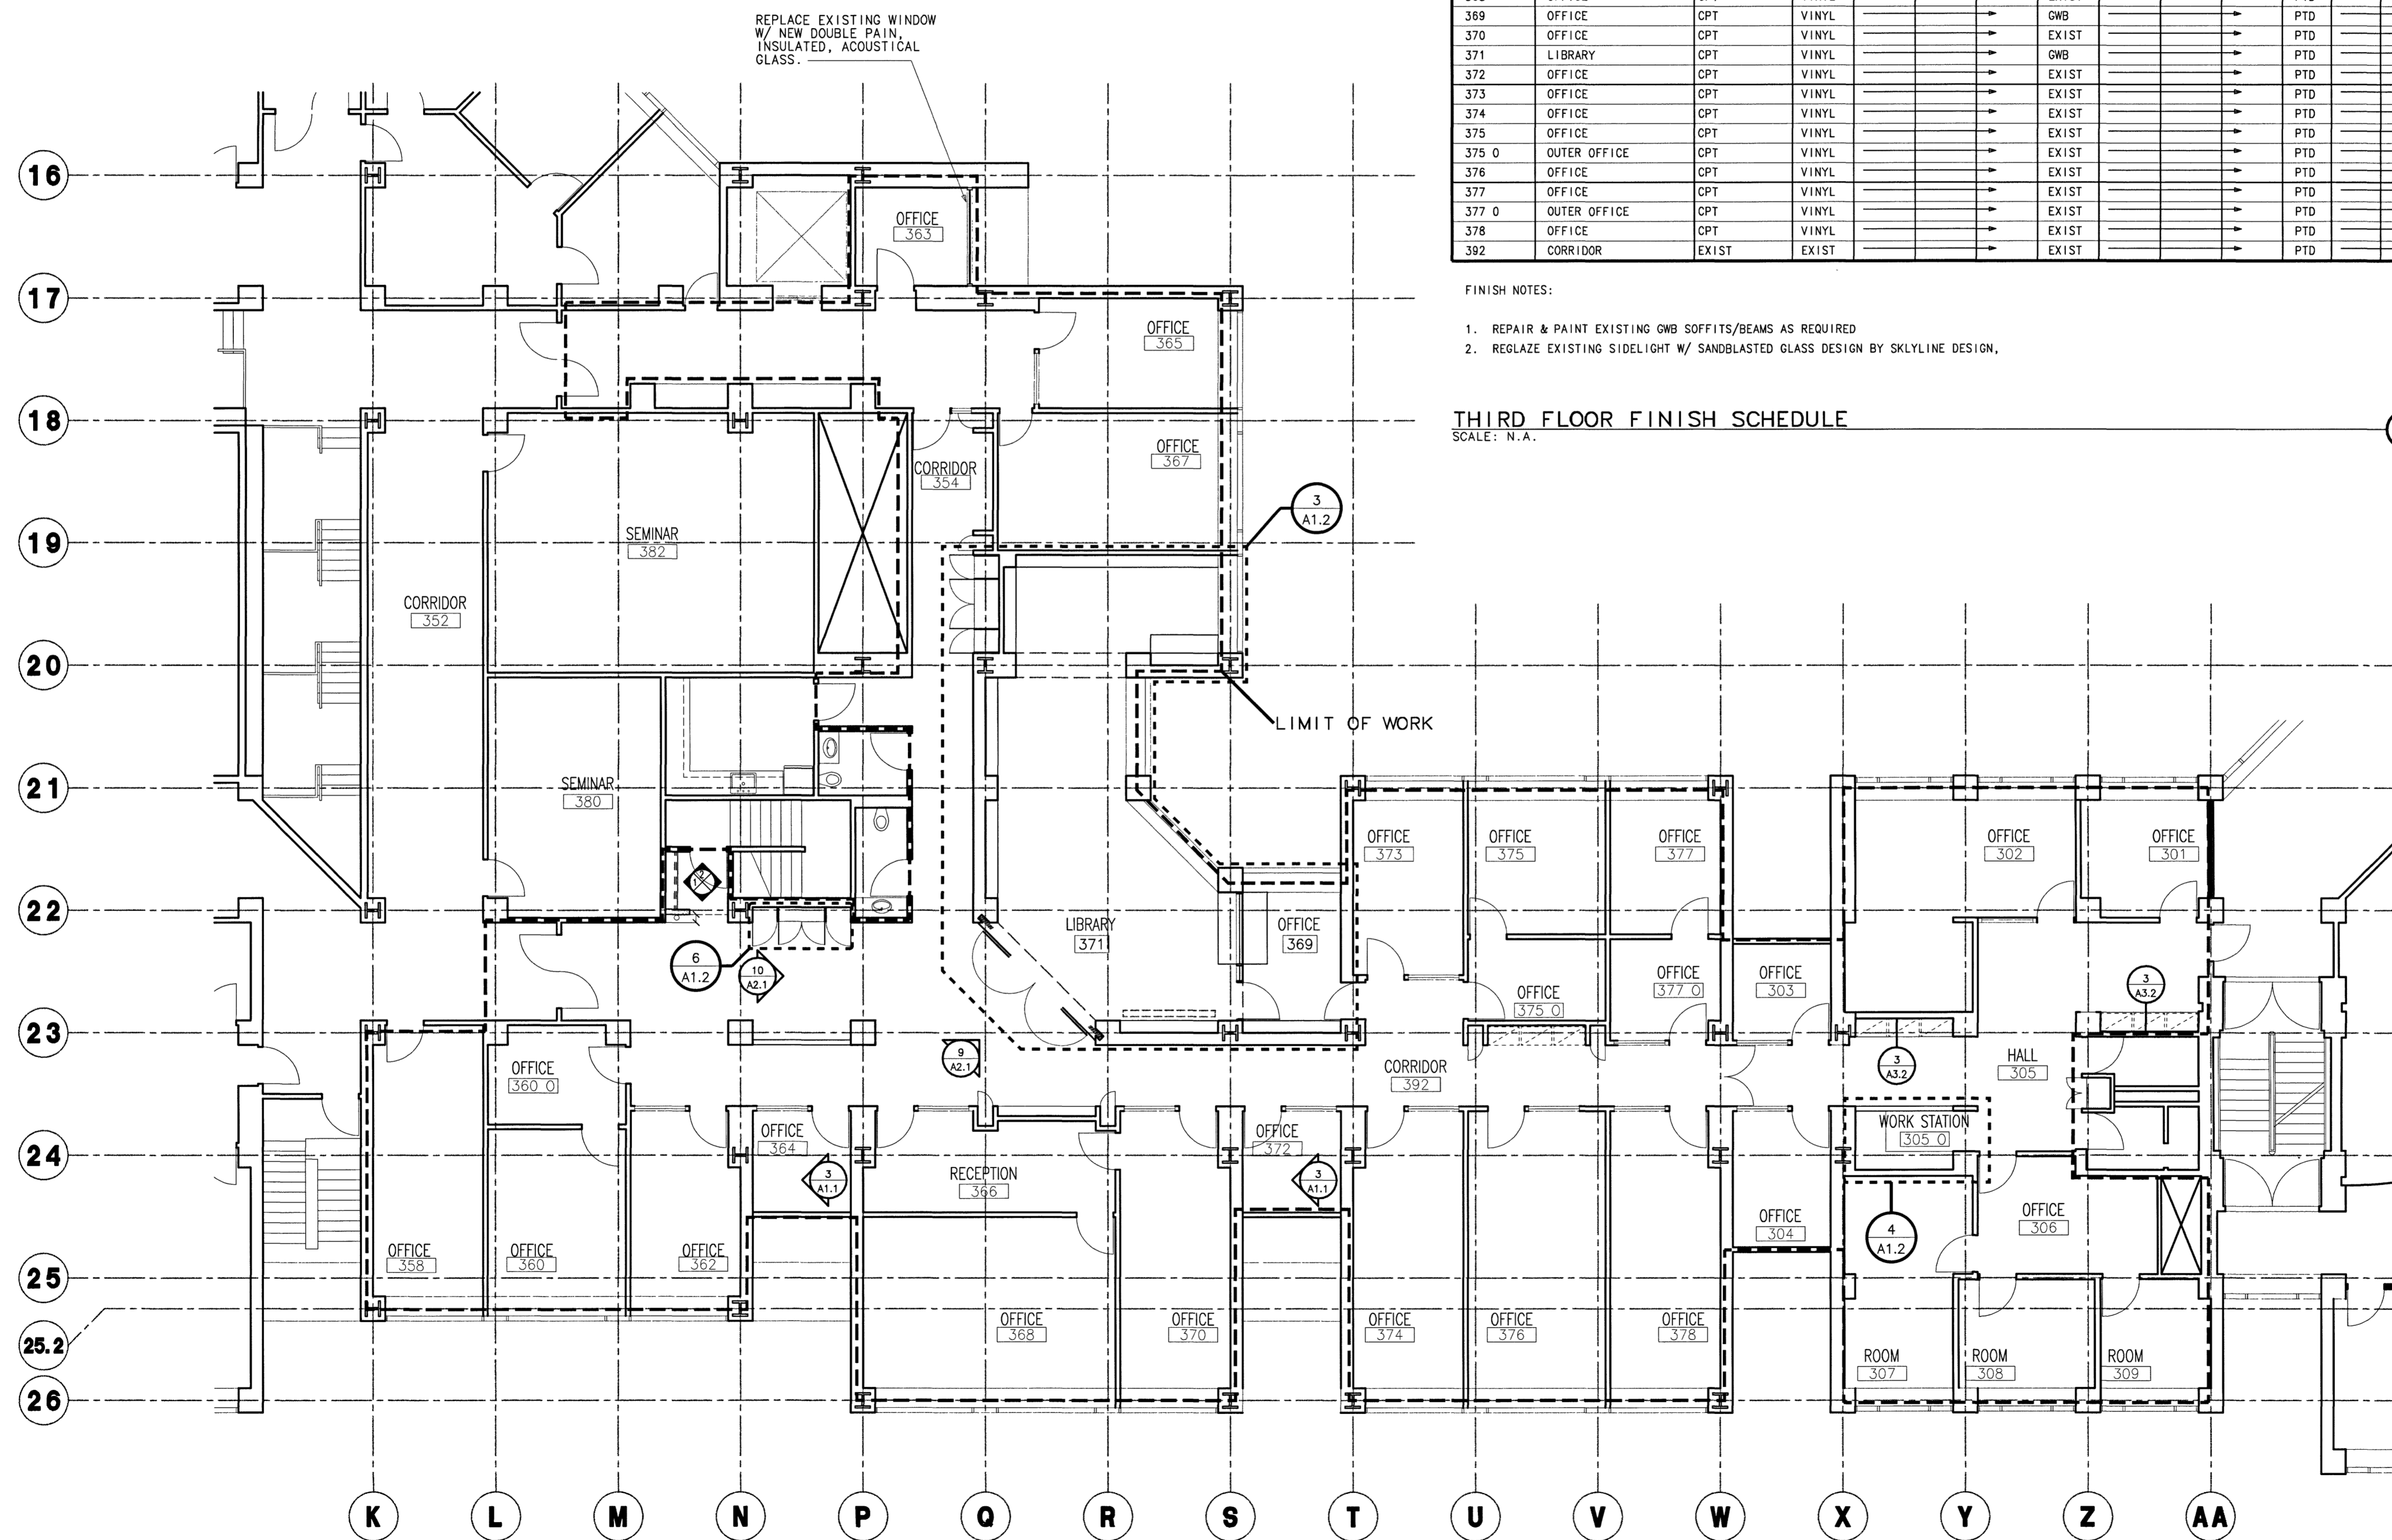 REPLACE EXISTING WINDOW
W/ NEW DOUBLE PAIN,
INSULATED, ACOUSTICAL
GLASS.
369 OFFICE CPT VINYL GWB PTD
370 OFFICE CPT VINYL EXIST PTD
371 LIBRARY CPT VINYL GWB PTD
372 OFFICE CPT VINYL EXIST PTD
373 OFFICE CPT VINYL EXIST PTD
374 OFFICE CPT VINYL EXIST PTD
375 OFFICE CPT VINYL EXIST PTD
375 O OUTER OFFICE CPT VINYL EXIST PTD
376 OFFICE CPT VINYL EXIST PTD
377 OFFICE CPT VINYL EXIST PTD
377 O OUTER OFFICE CPT VINYL EXIST PTD
378 OFFICE CPT VINYL EXIST PTD
392 CORRIDOR EXIST EXIST EXIST PTD
FINISH NOTES:
1. REPAIR & PAINT EXISTING GWB SOFFITS/BEAMS AS REQUIRED
2. REGLAZE EXISTING SIDELIGHT W/ SANDBLASTED GLASS DESIGN BY SKLYLINE DESIGN,
THIRD FLOOR FINISH SCHEDULE
SCALE: N.A.
16
OFFICE
363
17
OFFICE
365
18
OFFICE
367
CORRIDOR
354
3
A1.2
19
SEMINAR
382
CORRIDOR
352
20
LIMIT OF WORK
21
SEMINAR
380
OFFICE
373
OFFICE
375
OFFICE
377
OFFICE
302
OFFICE
301
2
1
22
LIBRARY
371
OFFICE
369
6
A1.2
10
A2.1
OFFICE
375 O
OFFICE
377 O
OFFICE
303
3
A3.2
23
9
A2.1
OFFICE
360 O
CORRIDOR
392
3
A3.2
HALL
305
WORK STATION
305 O
24
OFFICE
364
3
A1.1
RECEPTION
366
OFFICE
372
3
A1.1
OFFICE
304
4
A1.2
OFFICE
306
25
OFFICE
358
OFFICE
360
OFFICE
362
25.2
OFFICE
368
OFFICE
370
OFFICE
374
OFFICE
376
OFFICE
378
ROOM
307
ROOM
308
ROOM
309
26
K L M N P Q R S T U V W X Y Z AA